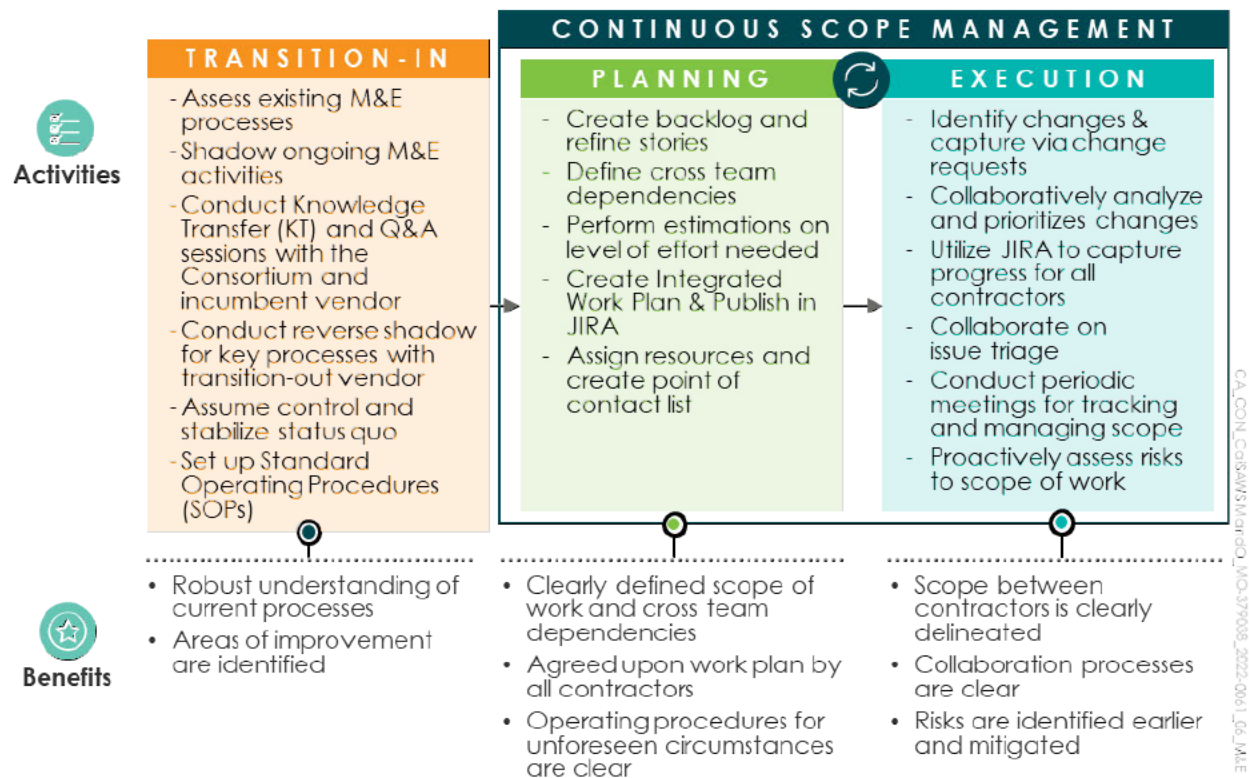 CONTINUOUS SCOPE MANAGEMENT
TRANSITION-IN
- Assess existing M&E
processes
- Shadow ongoing M&E
activities
- Conduct Knowledge
Transfer (KT) and Q&A
sessions with the
Consortium and
incumbent vendor
- Conduct reverse shadow
for key processes with
transition-out vendor
- Assume control and
stabilize status quo
- Set up Standard
Operating Procedures
(SOPs)
PLANNING
- Create backlog and
refine stories
- Define cross team
dependencies
- Perform estimations on
level of effort needed
- Create Integrated
Work Plan & Publish in
JIRA
- Assign resources and
create point of
contact list
EXECUTION
- Identify changes &
capture via change
requests
- Collaboratively analyze
and prioritizes changes
- Utilize JIRA to capture
progress for all
contractors
- Collaborate on
issue triage
- Conduct periodic
meetings for tracking
and managing scope
- Proactively assess risks
to scope of work
Activities
Benefits
• Robust understanding of
current processes
• Areas of improvement
are identified
• Clearly defined scope of
work and cross team
dependencies
• Agreed upon work plan by
all contractors
• Operating procedures for
unforeseen circumstances
are clear
• Scope between
contractors is clearly
delineated
• Collaboration processes
are clear
• Risks are identified earlier
and mitigated
CA_CON_CalSAWSMandO_MO-379038_2022-0061_06_M&E